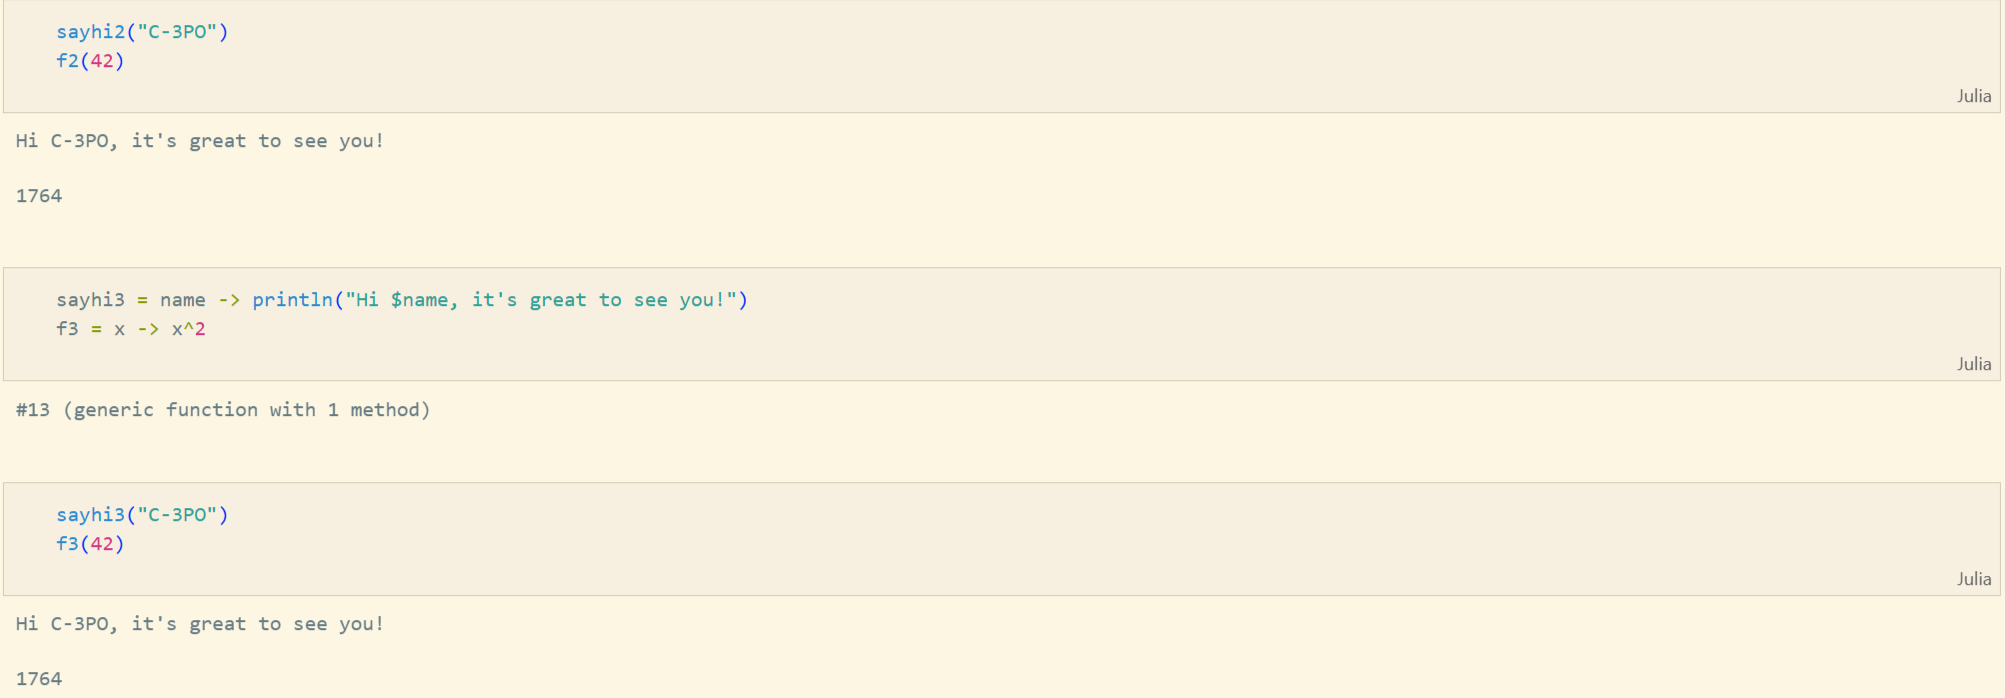 sayhi2("C-3PO")
f2(42)
Julia
Hi C-3PO, it's great to see you!
1764
sayhi3 = name -> println("Hi $name, it's great to see you!")
f3 = x -> x^2
Julia
#13 (generic function with 1 method)
sayhi3("C-3PO")
f3(42)
Julia
Hi C-3PO, it's great to see you!
1764